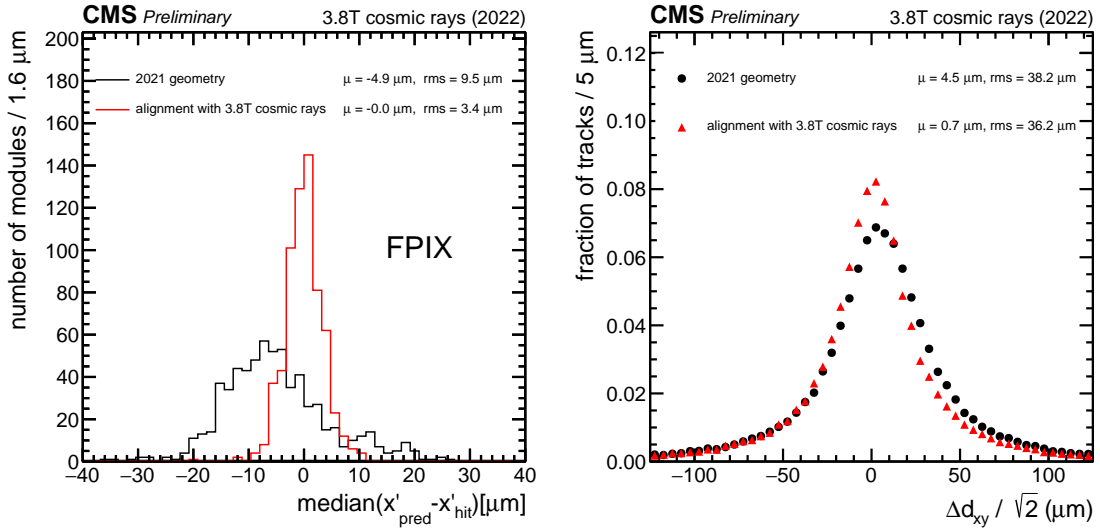 CMS Preliminary 3.8T cosmic rays (2022)
number of modules / 1.6 μm
200
180
160
140
120
100
80
60
40
20
0
2021 geometry μ = -4.9 μm, rms = 9.5 μm
alignment with 3.8T cosmic rays μ = -0.0 μm, rms = 3.4 μm
FPIX
−40 −30 −20 −10 0 10 20 30 40
median(x'pred-x'hit)[μm]
CMS Preliminary 3.8T cosmic rays (2022)
fraction of tracks / 5 μm
0.12
0.10
0.08
0.06
0.04
0.02
0.00
2021 geometry μ = 4.5 μm, rms = 38.2 μm
alignment with 3.8T cosmic rays μ = 0.7 μm, rms = 36.2 μm
−100 −50 0 50 100
Δdxy / √2 (μm)